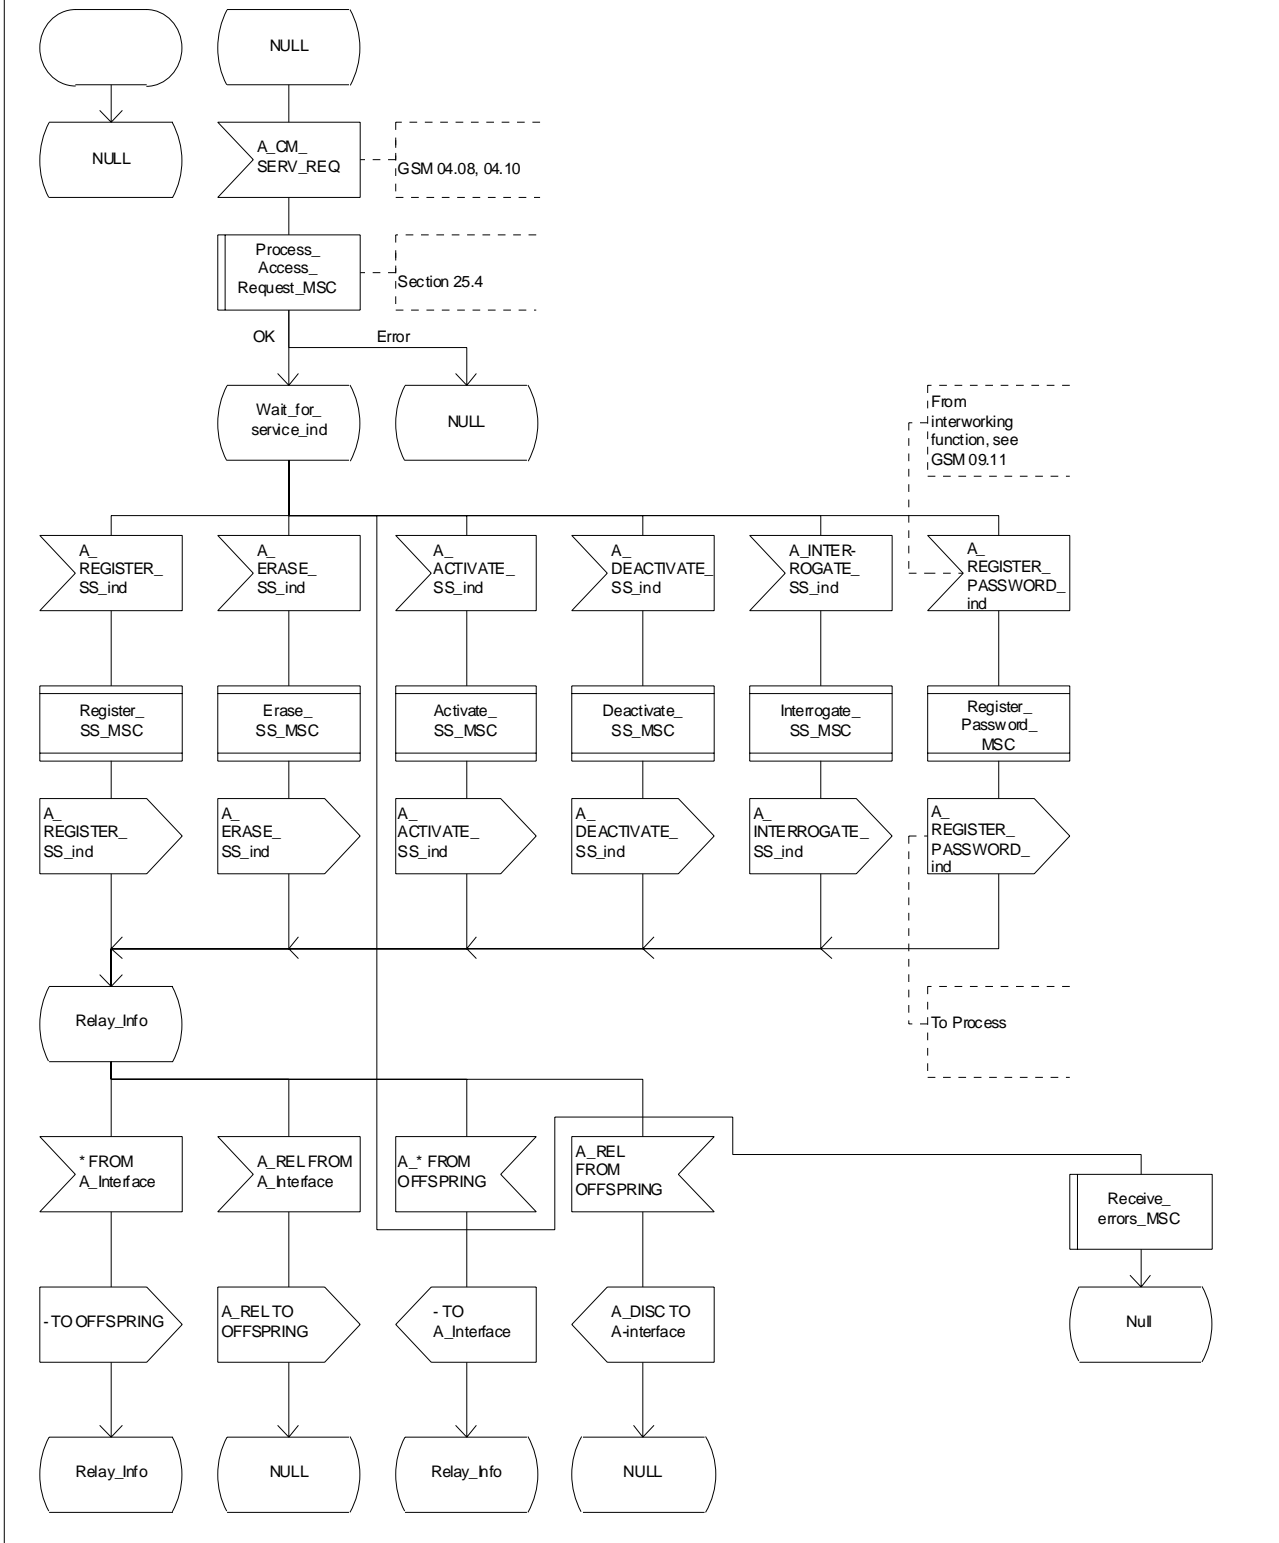 NULL
NULL
A_CM_
SERV_REQ
GSM 04.08, 04.10
Process_
Access_
Request_MSC
Section 25.4
OK
Error
Wait_for_
service_ind
NULL
From
interworking
function, see
GSM 09.11
A_
REGISTER_
SS_ind
A_
ERASE_
SS_ind
A_
ACTIVATE_
SS_ind
A_
DEACTIVATE_
SS_ind
A_INTER-
ROGATE_
SS_ind
A_
REGISTER_
PASSWORD_
ind
Register_
SS_MSC
Erase_
SS_MSC
Activate_
SS_MSC
Deactivate_
SS_MSC
Interrogate_
SS_MSC
Register_
Password_
MSC
A_
REGISTER_
SS_ind
A_
ERASE_
SS_ind
A_
ACTIVATE_
SS_ind
A_
DEACTIVATE_
SS_ind
A_
INTERROGATE_
SS_ind
A_
REGISTER_
PASSWORD_
ind
Relay_Info
To Process
* FROM
A_Interface
A_REL FROM
A_Interface
A_* FROM
OFFSPRING
A_REL
FROM
OFFSPRING
Receive_
errors_MSC
- TO OFFSPRING
A_REL TO
OFFSPRING
- TO
A_Interface
A_DISC TO
A-interface
Null
Relay_Info
NULL
Relay_Info
NULL